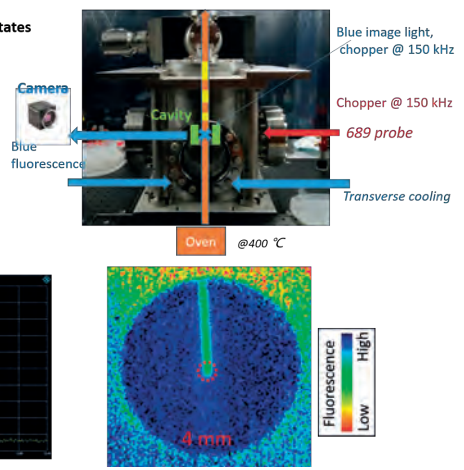 tates
Blue image light,
chopper @ 150 kHz
Camera
Cavity
Chopper @ 150 kHz
689 probe
Blue
fluorescence
Transverse cooling
Oven
@400 ℃
4 mm
Fluorescence
Low
High